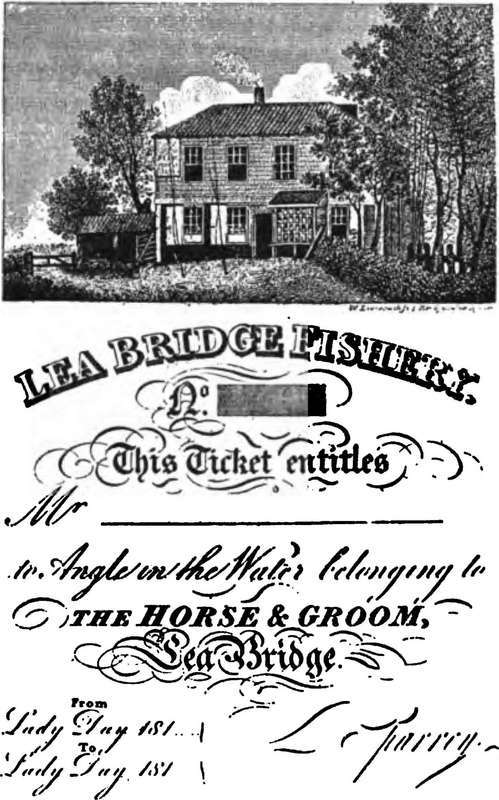 LEA BRIDGE FISHERY,
No.
This Ticket entitles
Mr
to Angle in the Water belonging to
THE HORSE & GROOM,
Lea Bridge.
From
Lady Day 181
To
Lady Day 181